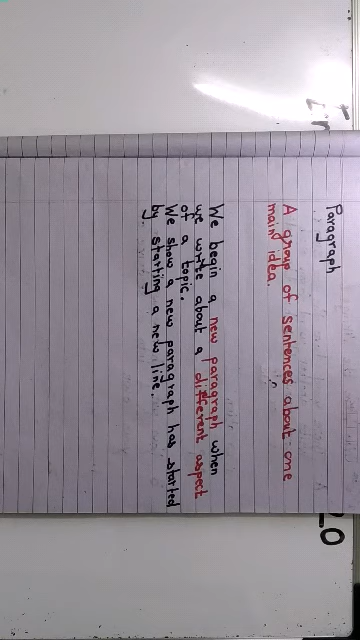 Paragraph
A group of sentences about one
main idea.
We begin a new paragraph when
we write about a different aspect
of a topic.
We show a new paragraph has started
by starting a new line.